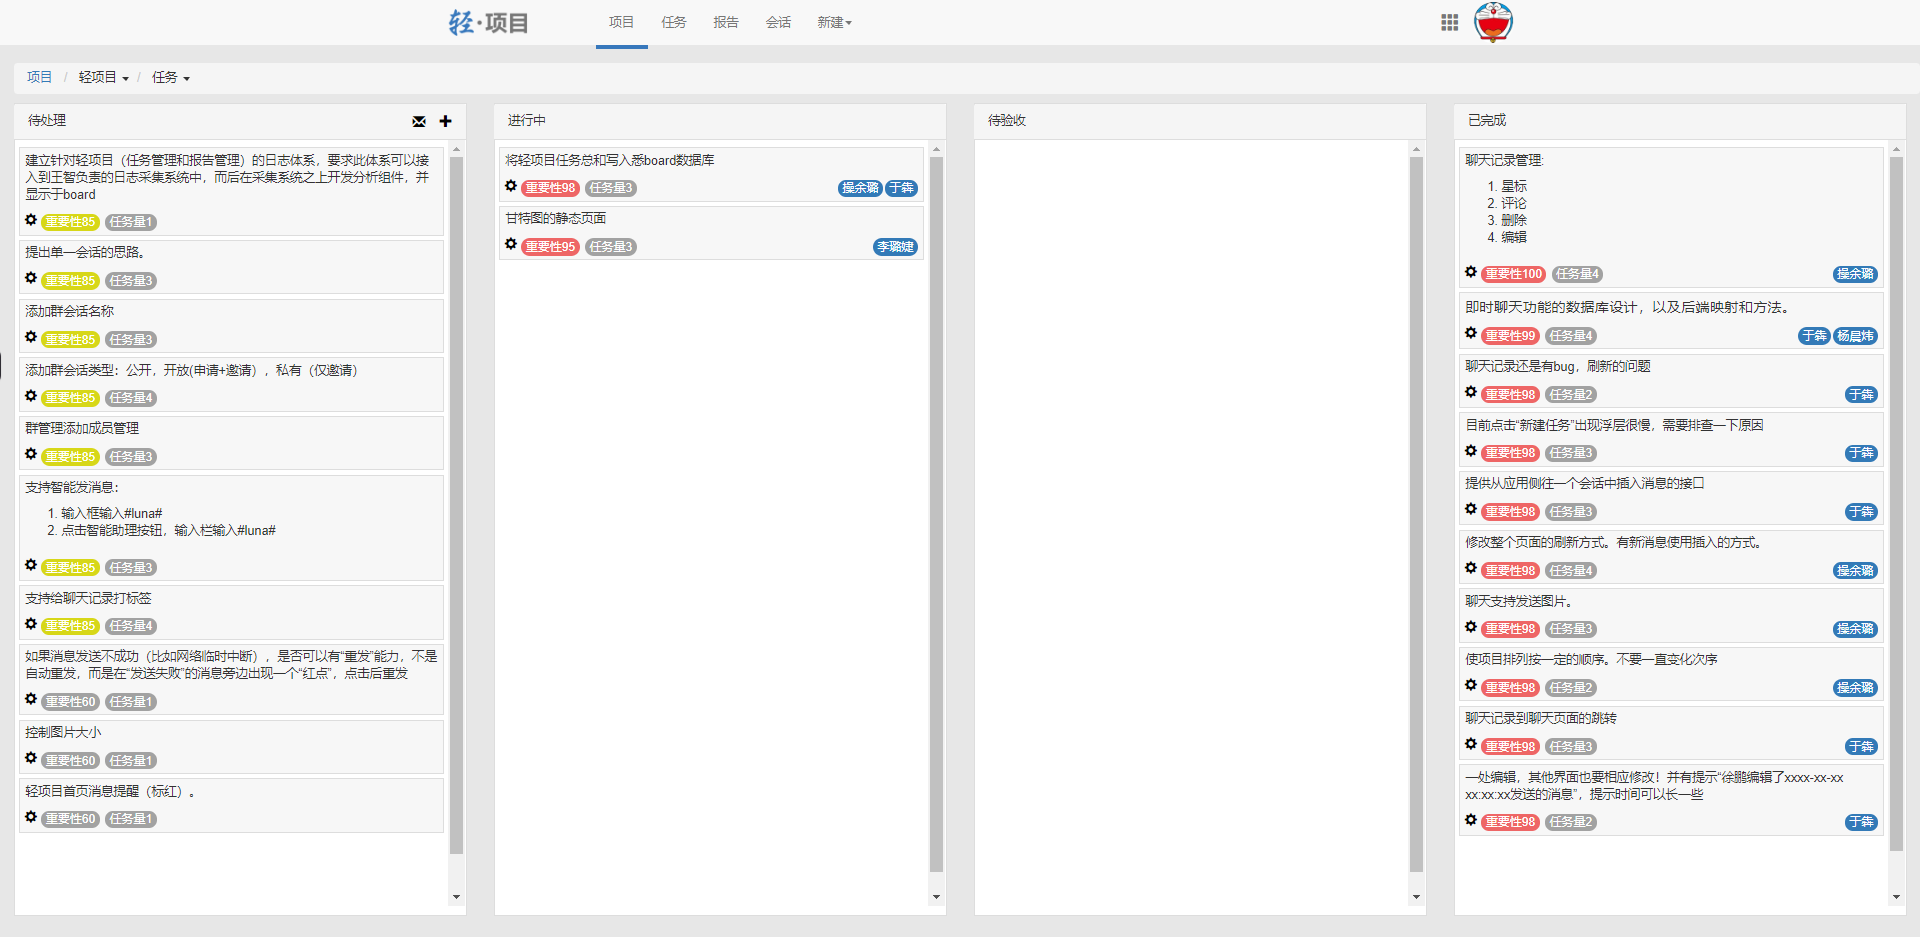 轻·项目
项目
任务
报告
会话
新建
项目 / 轻项目 / 任务
待处理
建立针对轻项目（任务管理和报告管理）的日志体系，要求此体系可以接
入到王智负责的日志采集系统中，而后在采集系统之上开发分析组件，并
显示于board
重要性85 任务量1
提出单一会话的思路。
重要性85 任务量3
添加群会话名称
重要性85 任务量3
添加群会话类型：公开，开放(申请+邀请），私有（仅邀请）
重要性85 任务量4
群管理添加成员管理
重要性85 任务量3
支持智能发消息：
1. 输入框输入#luna#
2. 点击智能助理按钮，输入栏输入#luna#
重要性85 任务量3
支持给聊天记录打标签
重要性85 任务量4
如果消息发送不成功（比如网络临时中断），是否可以有“重发”能力，不是
自动重发，而是在“发送失败”的消息旁边出现一个“红点”，点击后重发
重要性60 任务量1
控制图片大小
重要性60 任务量1
轻项目首页消息提醒（标红）。
重要性60 任务量1
进行中
将轻项目任务总和写入悉board数据库
重要性98 任务量3 操余璐 于犇
甘特图的静态页面
重要性95 任务量3 李璐婕
待验收
已完成
聊天记录管理:
1. 星标
2. 评论
3. 删除
4. 编辑
重要性100 任务量4 操余璐
即时聊天功能的数据库设计，以及后端映射和方法。
重要性99 任务量4 于犇 杨晨炜
聊天记录还是有bug，刷新的问题
重要性98 任务量2 于犇
目前点击“新建任务”出现浮层很慢，需要排查一下原因
重要性98 任务量3 于犇
提供从应用侧往一个会话中插入消息的接口
重要性98 任务量3 于犇
修改整个页面的刷新方式。有新消息使用插入的方式。
重要性98 任务量4 操余璐
聊天支持发送图片。
重要性98 任务量3 操余璐
使项目排列按一定的顺序。不要一直变化次序
重要性98 任务量2 操余璐
聊天记录到聊天页面的跳转
重要性98 任务量3 于犇
一处编辑，其他界面也要相应修改！并有提示“徐鹏编辑了xxxx-xx-xx
xx:xx:xx发送的消息”，提示时间可以长一些
重要性98 任务量2 于犇